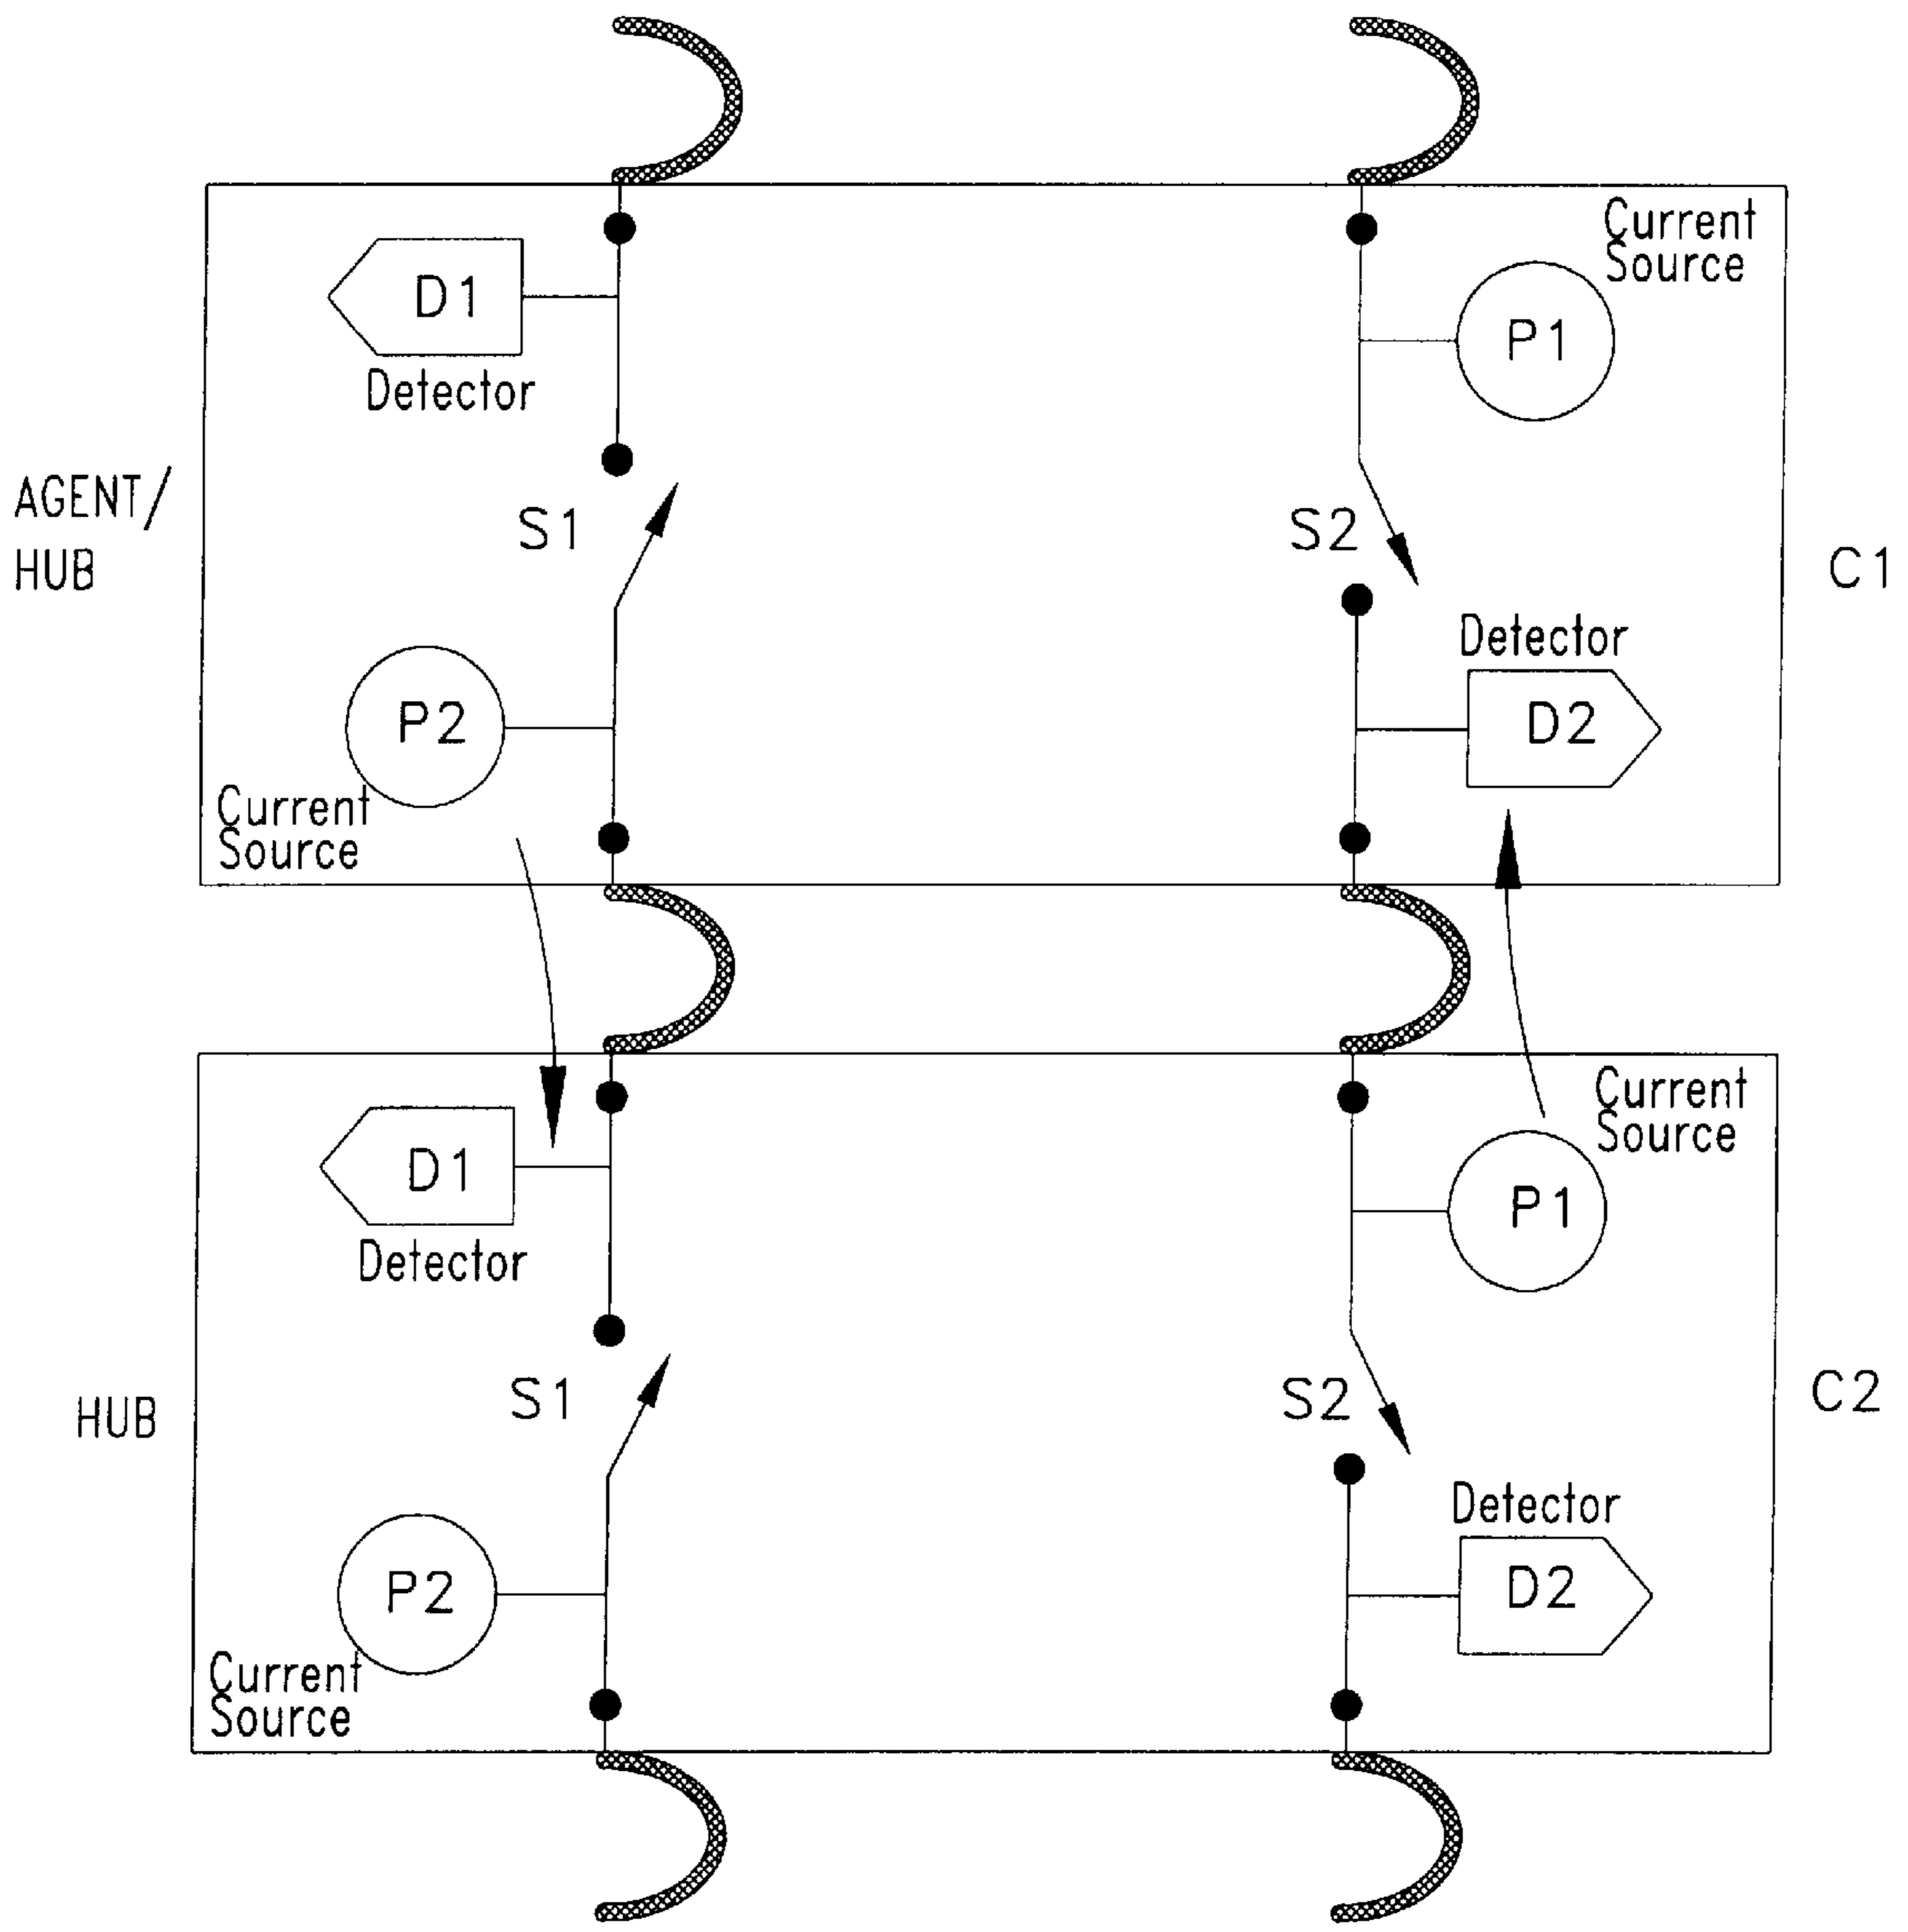 Current
Source
D1
P1
Detector
AGENT/
HUB
S1
S2
C1
Detector
P2
D2
Current
Source
Current
Source
D1
P1
Detector
S1
S2
C2
HUB
Detector
P2
D2
Current
Source